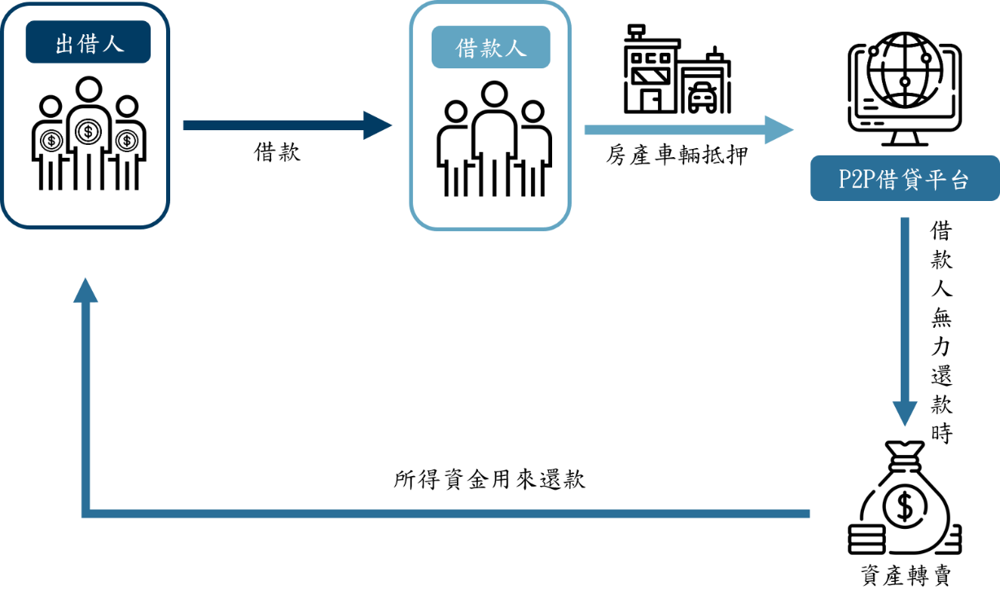 出借人
借款人
借款
房產車輛抵押
P2P借貸平台
借款人無力還款時
所得資金用來還款
資產轉賣